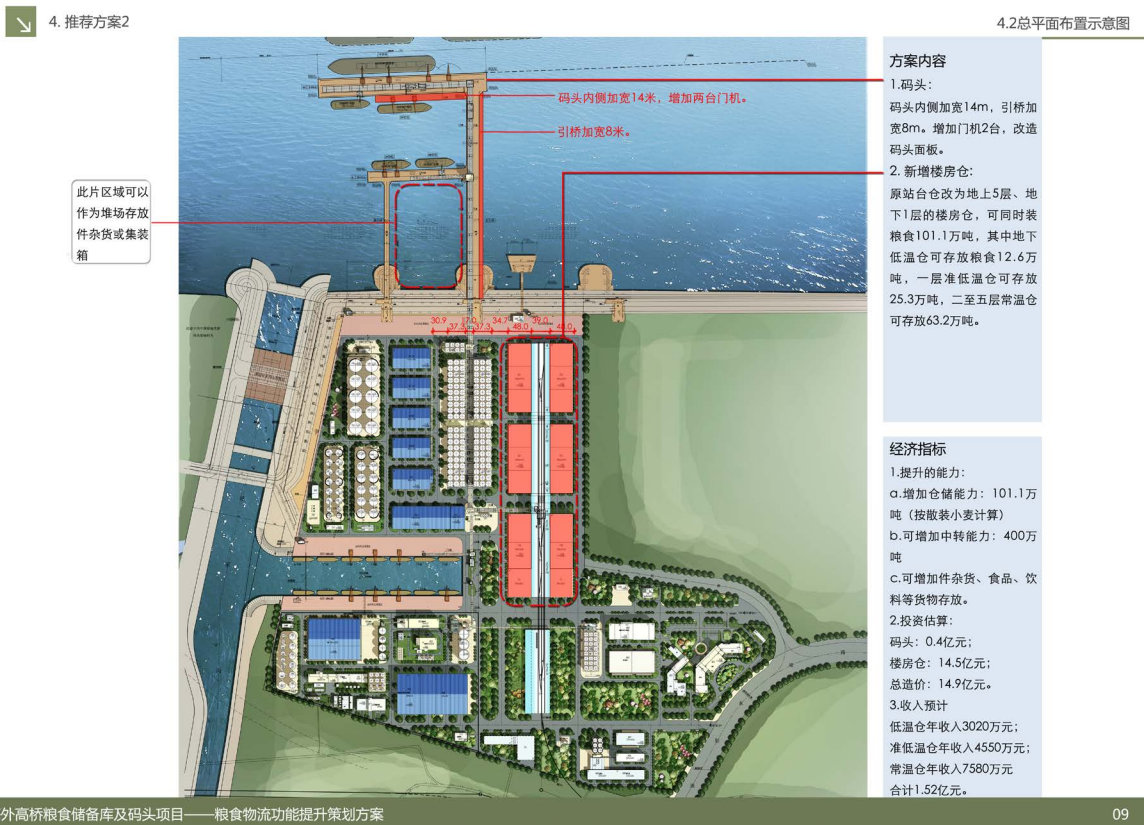 4. 推荐方案2
4.2总平面布置示意图
码头内侧加宽14米，增加两台门机。
引桥加宽8米。
此片区域可以
作为堆场存放
件杂货或集装
箱
30.9
37.3
37.3
34.7
48.0
39.0
方案内容
1.码头：
码头内侧加宽14m，引桥加
宽8m。增加门机2台，改造
码头面板。
2. 新增楼房仓：
原站台仓改为地上5层、地
下1层的楼房仓，可同时装
粮食101.1万吨，其中地下
低温仓可存放粮食12.6万
吨，一层准低温仓可存放
25.3万吨，二至五层常温仓
可存放63.2万吨。
经济指标
1.提升的能力：
a.增加仓储能力：101.1万
吨（按散装小麦计算）
b.可增加中转能力：400万
吨
c.可增加件杂货、食品、饮
料等货物存放。
2.投资估算：
码头：0.4亿元；
楼房仓：14.5亿元；
总造价：14.9亿元。
3.收入预计
低温仓年收入3020万元；
准低温仓年收入4550万元；
常温仓年收入7580万元
合计1.52亿元。
外高桥粮食储备库及码头项目——粮食物流功能提升策划方案
09